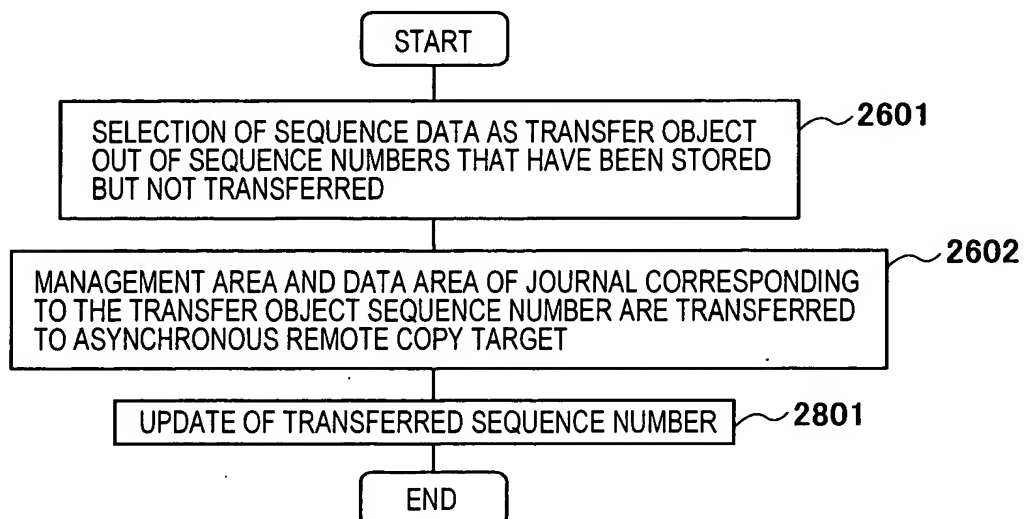 START
SELECTION OF SEQUENCE DATA AS TRANSFER OBJECT
OUT OF SEQUENCE NUMBERS THAT HAVE BEEN STORED
BUT NOT TRANSFERRED
2601
MANAGEMENT AREA AND DATA AREA OF JOURNAL CORRESPONDING
TO THE TRANSFER OBJECT SEQUENCE NUMBER ARE TRANSFERRED
TO ASYNCHRONOUS REMOTE COPY TARGET
2602
UPDATE OF TRANSFERRED SEQUENCE NUMBER
2801
END